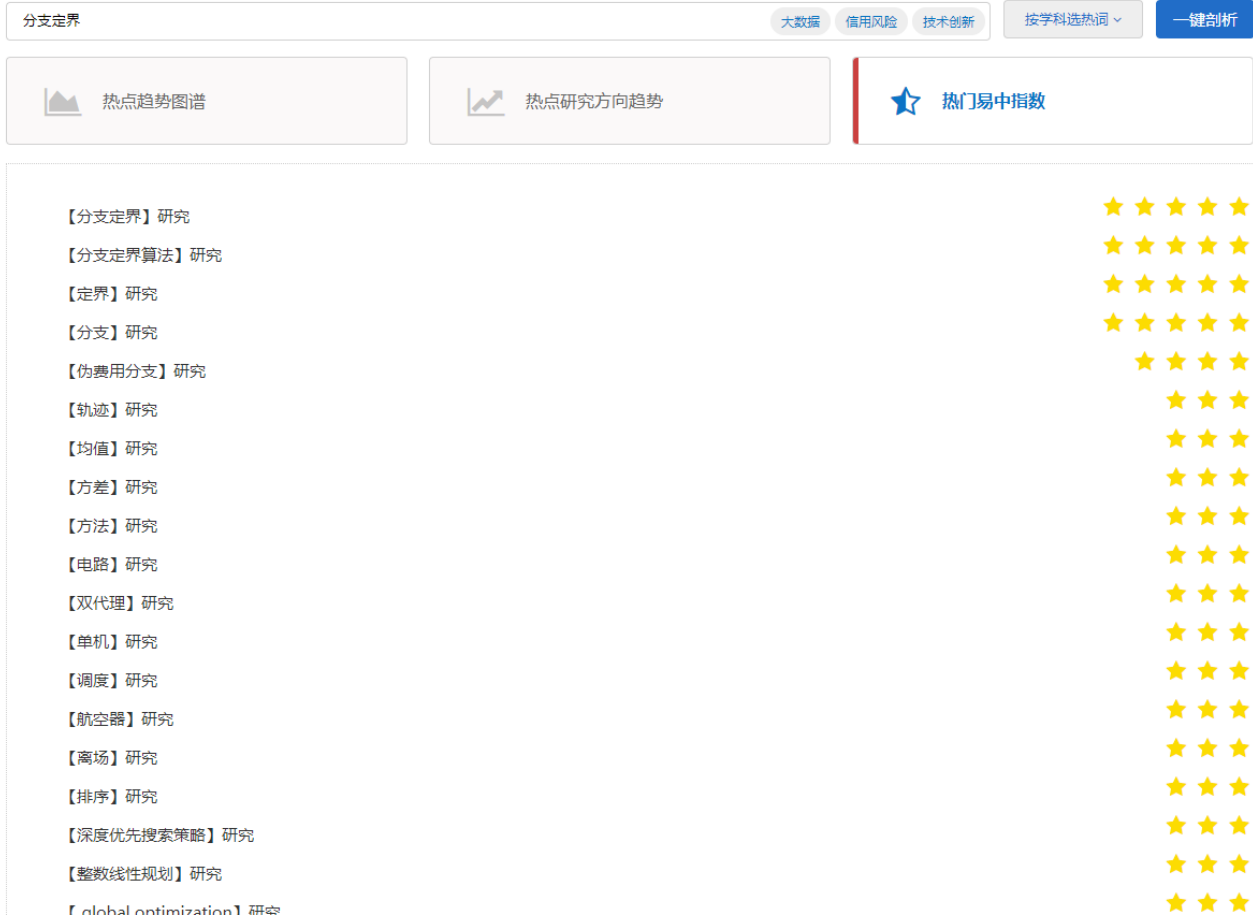 分支定界 大数据 信用风险 技术创新 按学科选热词 一键剖析
热点趋势图谱 热点研究方向趋势 热门易中指数
【分支定界】研究
【分支定界算法】研究
【定界】研究
【分支】研究
【伪费用分支】研究
【轨迹】研究
【均值】研究
【方差】研究
【方法】研究
【电路】研究
【双代理】研究
【单机】研究
【调度】研究
【航空器】研究
【离场】研究
【排序】研究
【深度优先搜索策略】研究
【整数线性规划】研究
【 global optimization】研究